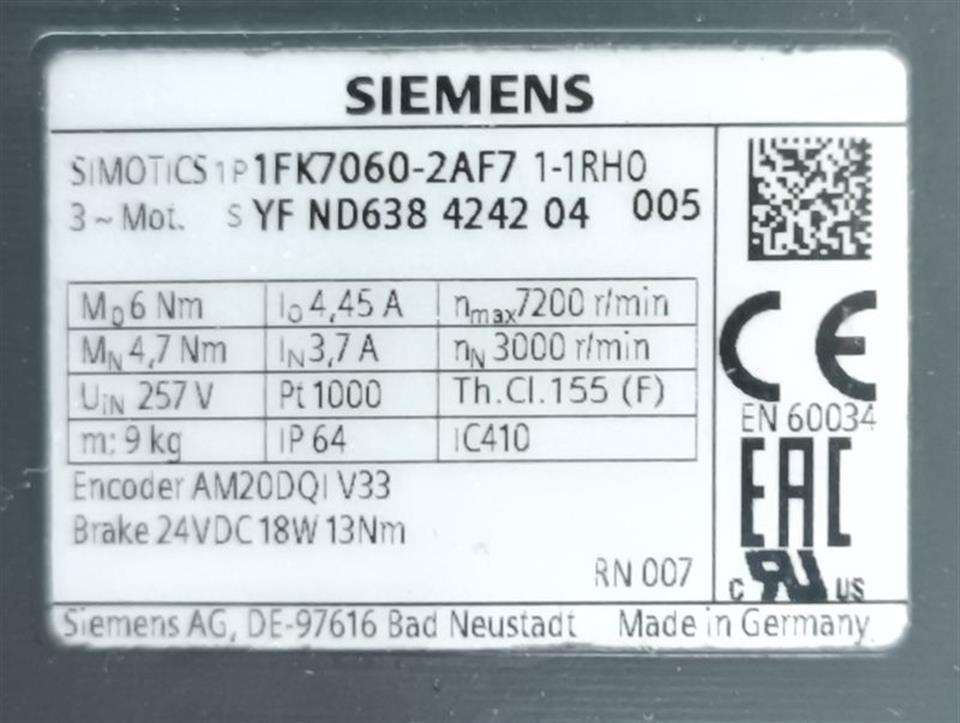 SIEMENS
SIMOTICS 1P 1FK7060-2AF7 1-1RH0
3 ~ Mot. S YF ND638 4242 04 005
M0 6 Nm I0 4,45 A nmax 7200 r/min
MN 4,7 Nm IN 3,7 A nN 3000 r/min
UiN 257 V Pt 1000 Th.Cl.155 (F)
m: 9 kg IP 64 IC410
Encoder AM20DQI V33
Brake 24VDC 18W 13Nm
RN 007
CE
EN 60034
EAC
C RU US
Siemens AG, DE-97616 Bad Neustadt Made in Germany